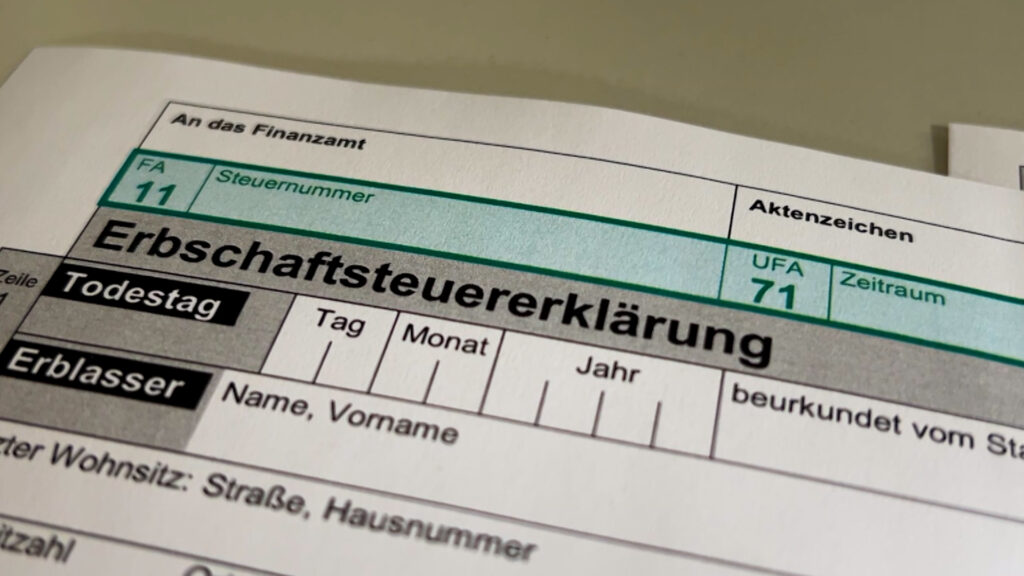 An das Finanzamt
Aktenzeichen
FA
11
Steuernummer
UFA
71
Zeitraum
Erbschaftsteuererklärung
Zeile
1
Todestag
Tag
Monat
Jahr
beurkundet vom
Erblasser
Name, Vorname
Wohnsitz: Straße, Hausnummer